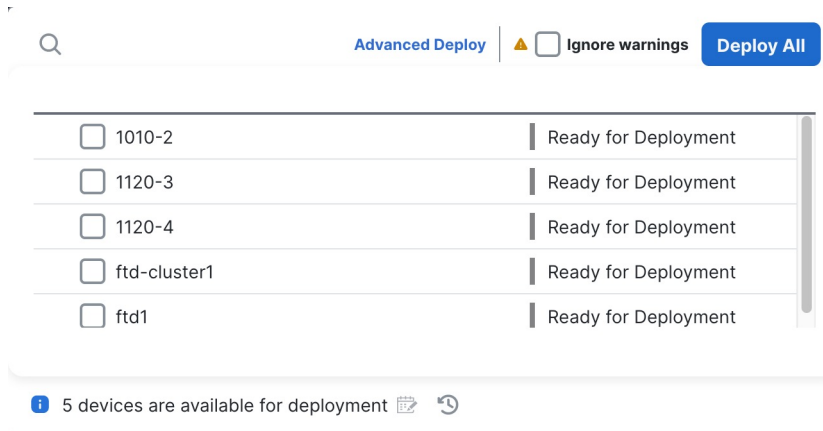 Advanced Deploy Ignore warnings Deploy All
1010-2 Ready for Deployment
1120-3 Ready for Deployment
1120-4 Ready for Deployment
ftd-cluster1 Ready for Deployment
ftd1 Ready for Deployment
5 devices are available for deployment